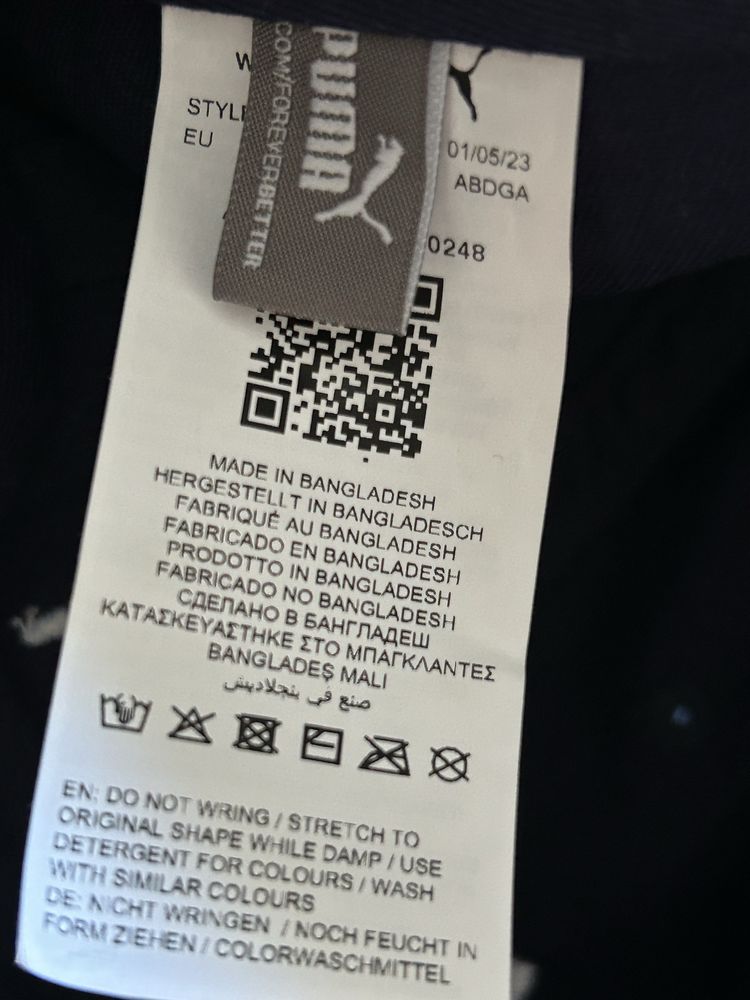 PUMA
.COM/FOREVERBETTER
EU
01/05/23
ABDGA
0248
MADE IN BANGLADESH
HERGESTELLT IN BANGLADESCH
FABRIQUÉ AU BANGLADESH
FABRICADO EN BANGLADESH
PRODOTTO IN BANGLADESH
FABRICADO NO BANGLADESH
СДЕЛАНО В БАНГЛАДЕШ
ΚΑΤΑΣΚΕΥΑΣΤΗΚΕ ΣΤΟ ΜΠΑΓΚΛΑΝΤΕΣ
BANGLADEŞ MALI
صنع في بنجلاديش
EN: DO NOT WRING / STRETCH TO
ORIGINAL SHAPE WHILE DAMP / USE
DETERGENT FOR COLOURS / WASH
WITH SIMILAR COLOURS
DE: NICHT WRINGEN / NOCH FEUCHT IN
FORM ZIEHEN / COLORWASCHMITTEL